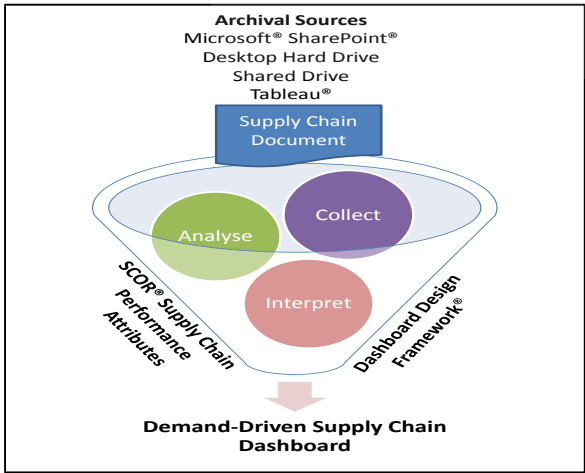 Archival Sources
Microsoft® SharePoint®
Desktop Hard Drive
Shared Drive
Tableau®
Supply Chain
Document
Collect
Analyse
Interpret
SCOR® Supply Chain
Performance
Attributes
Dashboard Design
Framework®
Demand-Driven Supply Chain
Dashboard